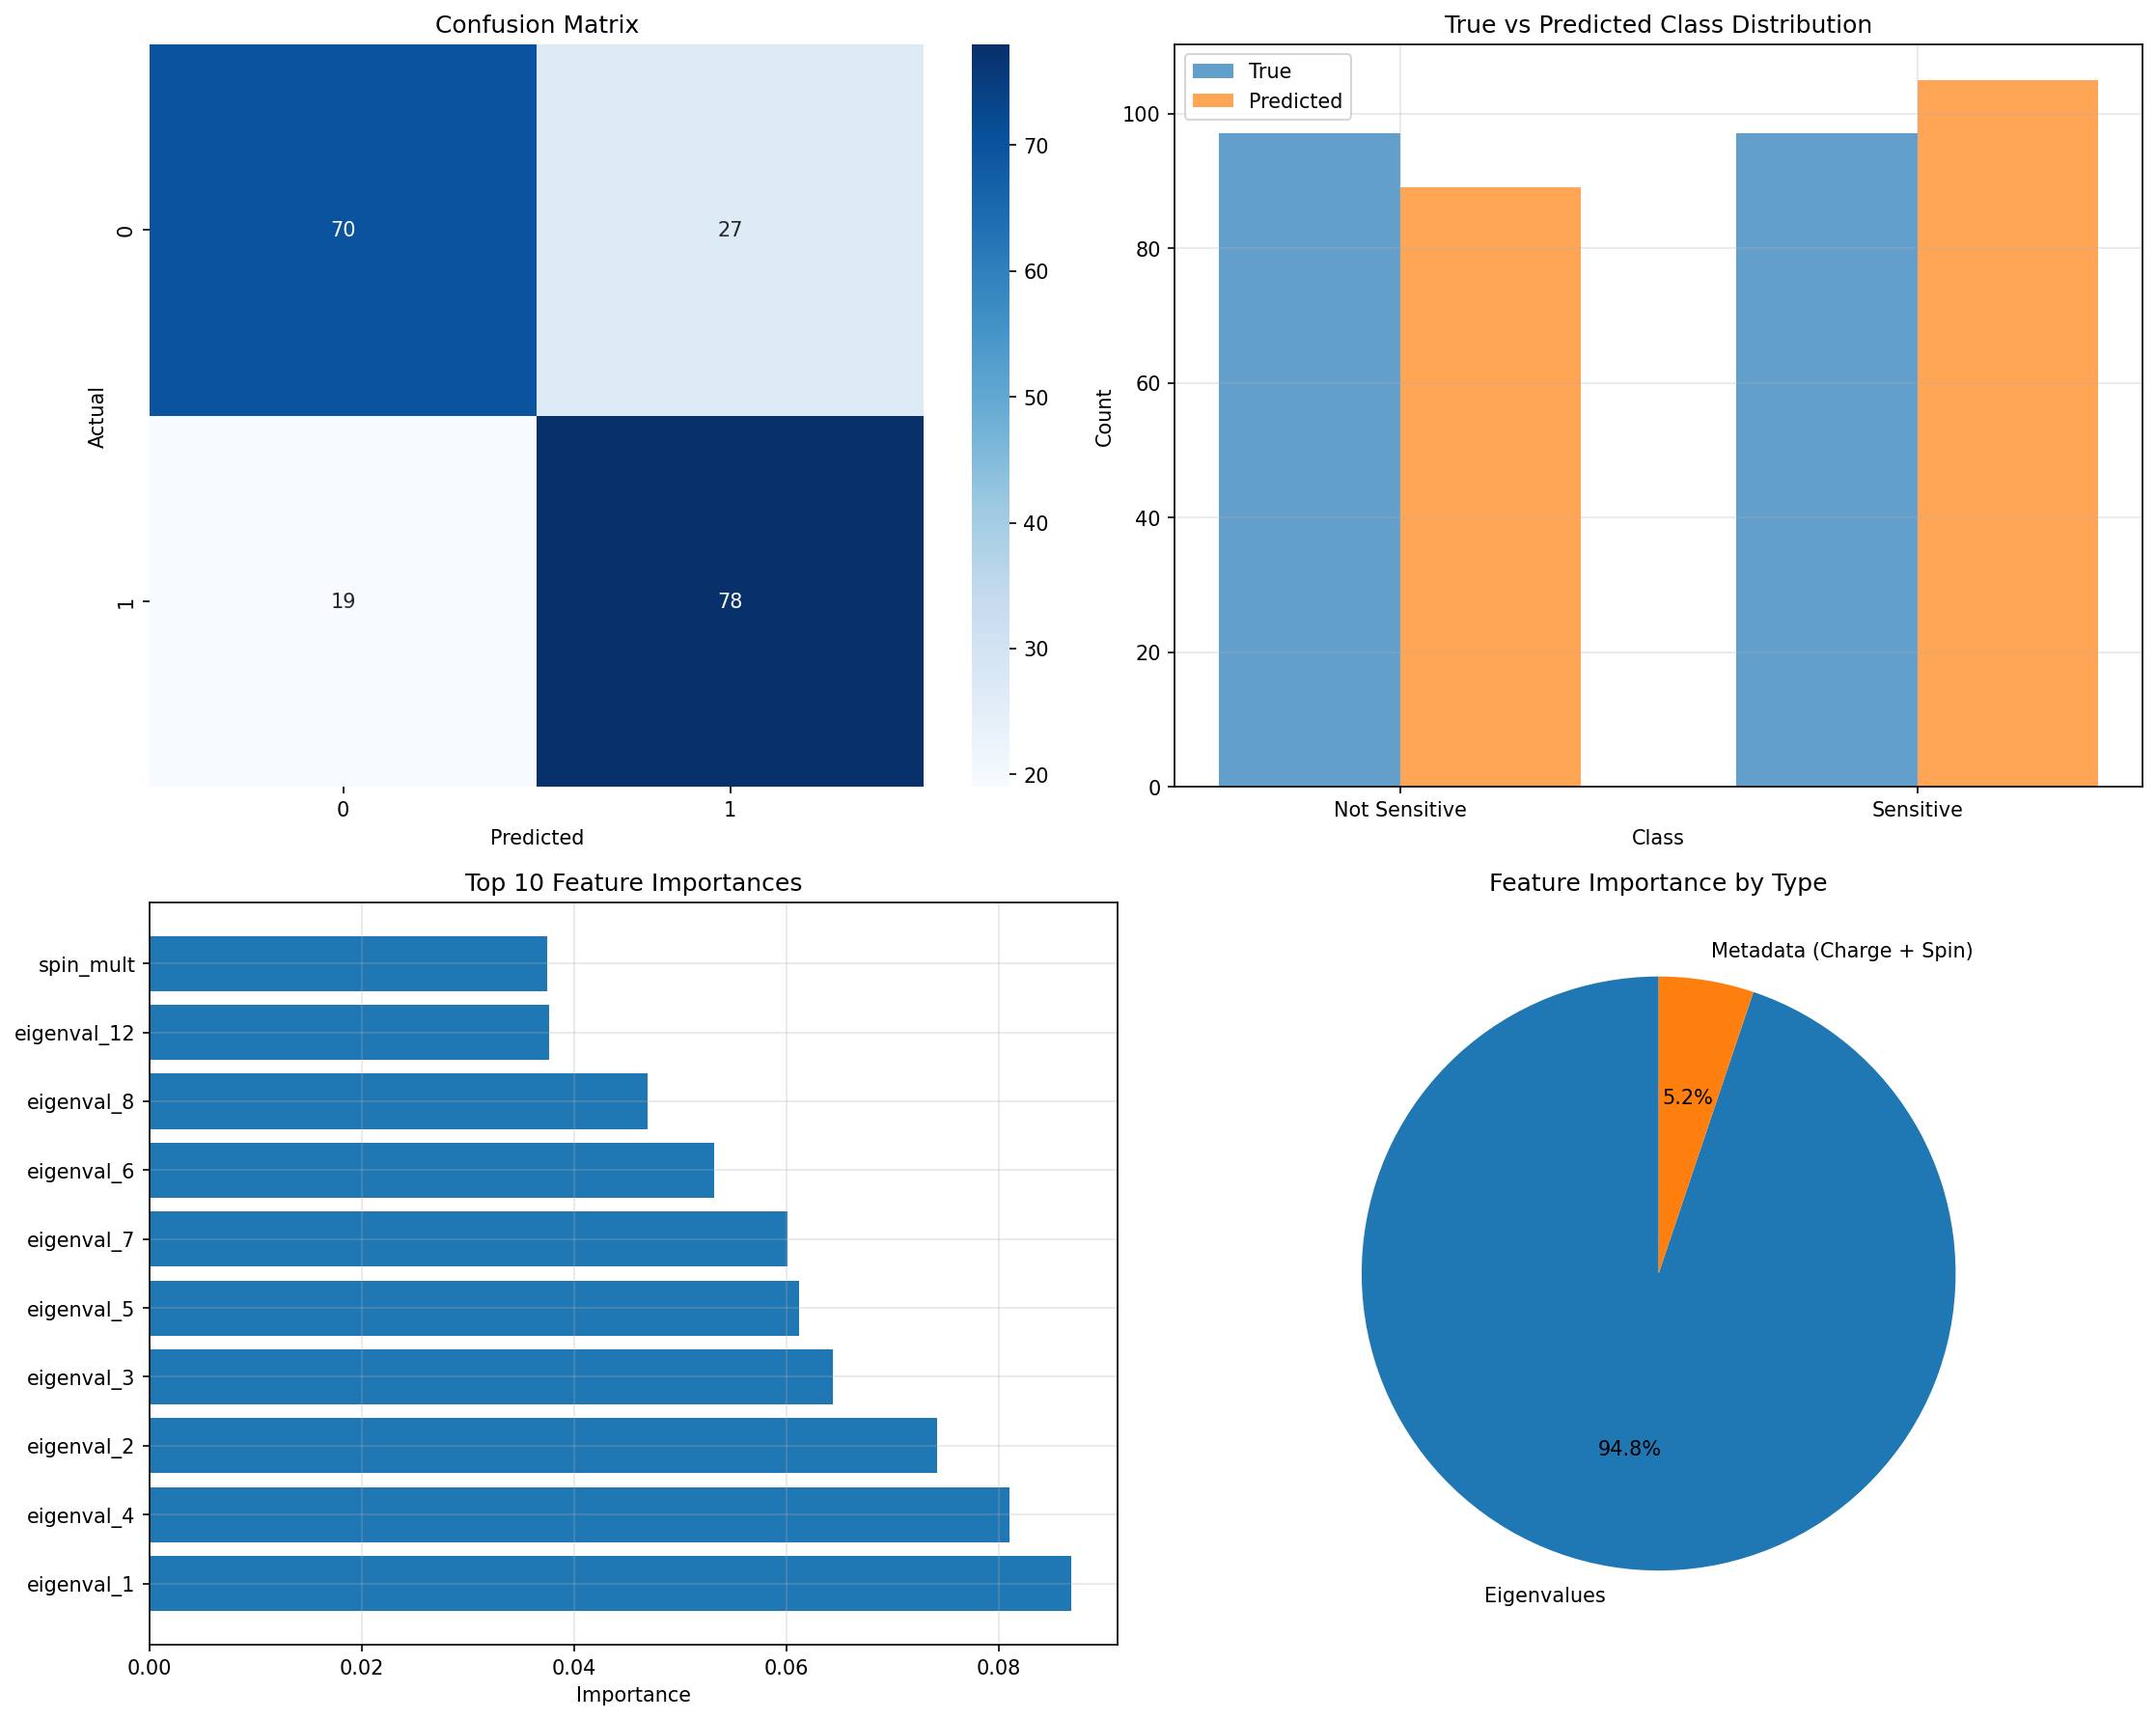 Confusion Matrix
70
27
19
78
0
1
Actual
0
1
Predicted
70
60
50
40
30
20
True vs Predicted Class Distribution
True
Predicted
100
80
60
40
20
0
Count
Not Sensitive
Sensitive
Class
Top 10 Feature Importances
spin_mult
eigenval_12
eigenval_8
eigenval_6
eigenval_7
eigenval_5
eigenval_3
eigenval_2
eigenval_4
eigenval_1
0.00
0.02
0.04
0.06
0.08
Importance
Feature Importance by Type
Metadata (Charge + Spin)
5.2%
94.8%
Eigenvalues